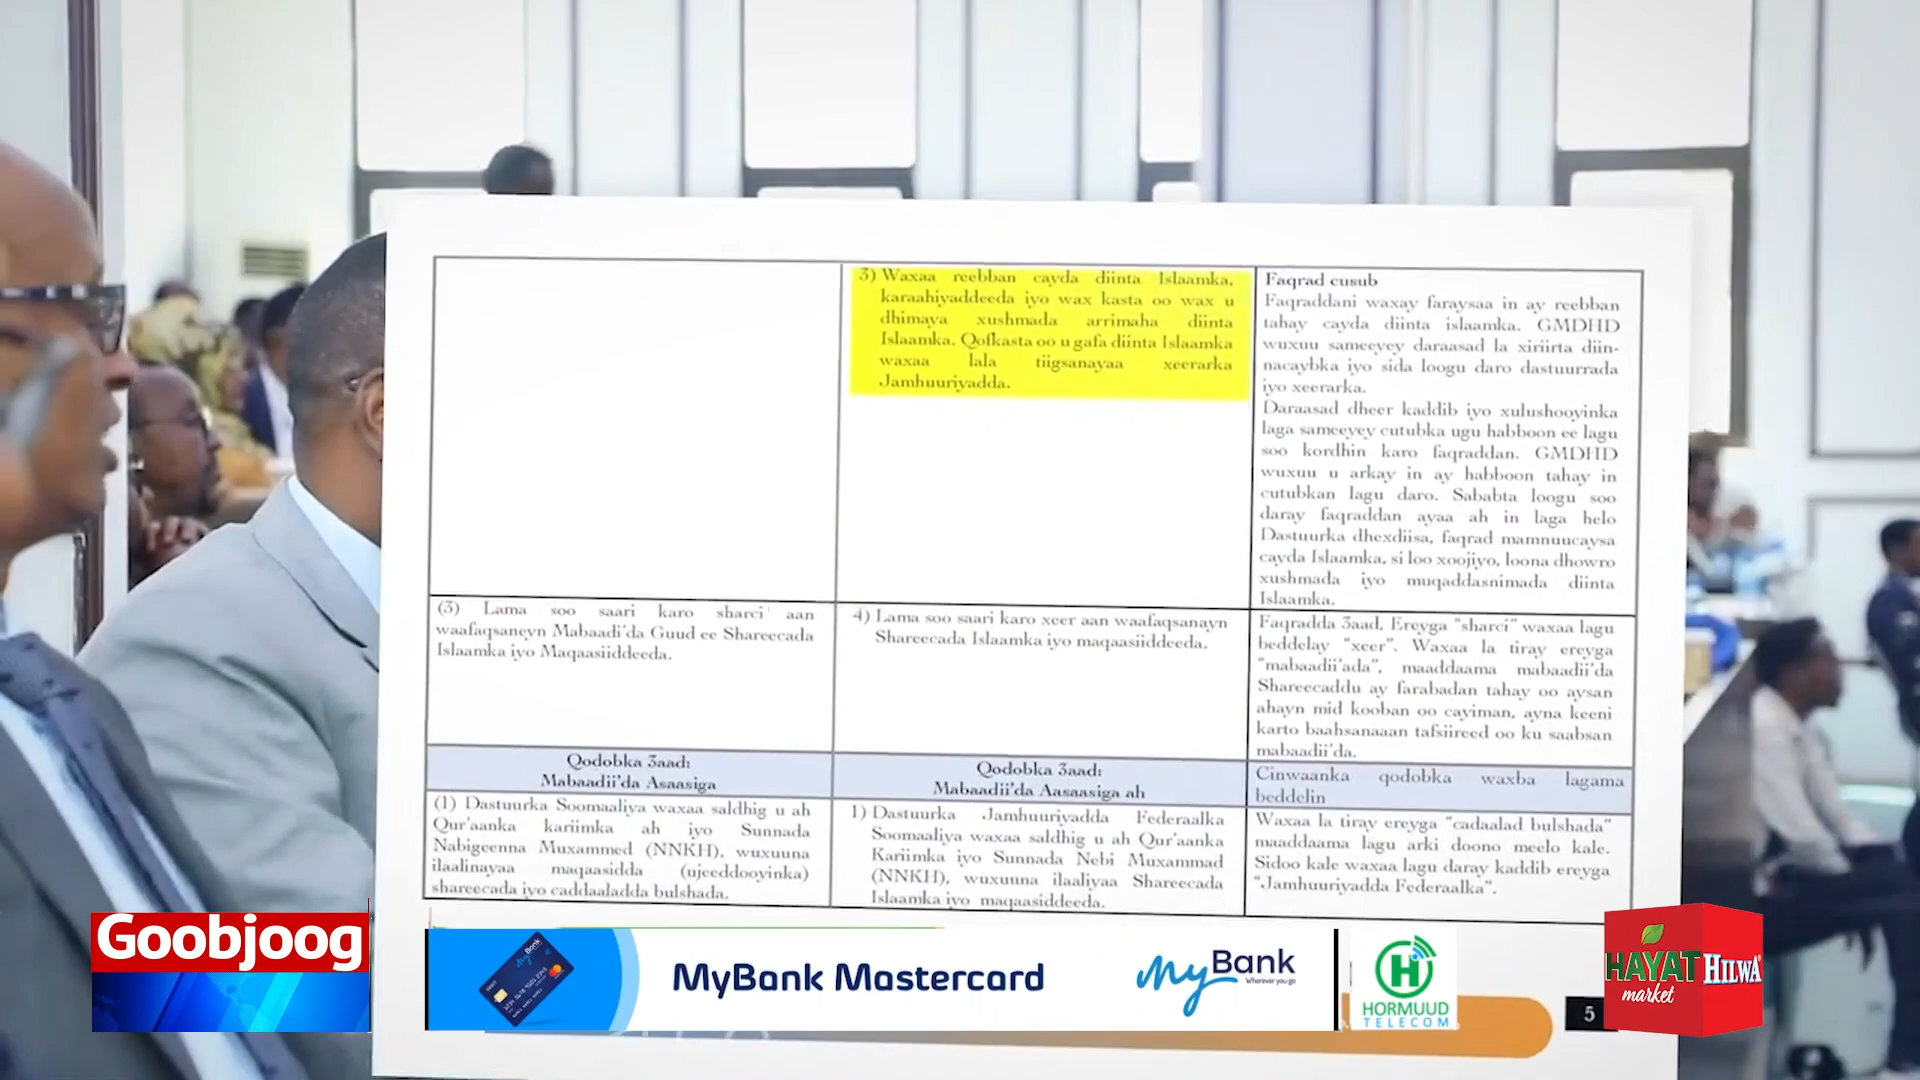 3) Waxaa reebban cayda diinta Islaamka,
karaahiyaddeeda iyo wax kasta oo wax u
dhimaya xushmada arrimaha diinta
Islaamka. Qofkasta oo u gafa diinta Islaamka
waxaa lala tiigsanayaa xeerarka
Jamhuuriyadda.
Faqrad cusub
Faqraddani waxay faraysaa in ay reebban
tahay cayda diinta islaamka. GMDHD
wuxuu sameeyey daraasad la xiriirta diin-
nacaybka iyo sida loogu daro dastuurrada
iyo xeerarka.
Daraasad dheer kaddib iyo xulushooyinka
laga sameeyey cutubka ugu habboon ee lagu
soo kordhin karo faqraddan. GMDHD
wuxuu u arkay in ay habboon tahay in
cutubkan lagu daro. Sababta loogu soo
daray faqraddan ayaa ah in laga helo
Dastuurka dhexdiisa, faqrad mamnuucaysa
cayda Islaamka, si loo xoojiyo, loona dhowro
xushmada iyo muqaddasnimada diinta
Islaamka.
(3) Lama soo saari karo sharci aan
waafaqsaneyn Mabaadi'da Guud ee Shareecada
Islaamka iyo Maqaasiiddeeda.
4) Lama soo saari karo xeer aan waafaqsanayn
Shareecada Islaamka iyo maqaasiddeeda.
Faqradda 3aad. Ereyga "sharci" waxaa lagu
beddelay "xeer". Waxaa la tiray ereyga
"mabaadii'ada", maaddaama mabaadii'da
Shareecaddu ay farabadan tahay oo aysan
ahayn mid kooban oo cayiman, ayna keeni
karto baahsanaaan tafsiireed oo ku saabsan
mabaadii'da.
Qodobka 3aad:
Mabaadii'da Asaasiga
Qodobka 3aad:
Mabaadii'da Aasaasiga ah
Cinwaanka qodobka waxba lagama
beddelin
(1) Dastuurka Soomaaliya waxaa saldhig u ah
Qur'aanka kariimka ah iyo Sunnada
Nabigeenna Muxammed (NNKH), wuxuuna
ilaalinayaa maqaasidda (ujeeddooyinka)
shareecada iyo caddaaladda bulshada.
1) Dastuurka Jamhuuriyadda Federaalka
Soomaaliya waxaa saldhig u ah Qur'aanka
Kariimka iyo Sunnada Nebi Muxammad
(NNKH), wuxuuna ilaaliyaa Shareecada
Islaamka iyo maqaasiddeeda.
Waxaa la tiray ereyga "cadaalad bulshada"
maaddaama lagu arki doono meelo kale.
Sidoo kale waxaa lagu daray kaddib ereyga
"Jamhuuriyadda Federaalka".
Goobjoog
MyBank Mastercard
My Bank
Wherever you go
HORMUUD
TELECOM
5
HAYAT
market
HILWA